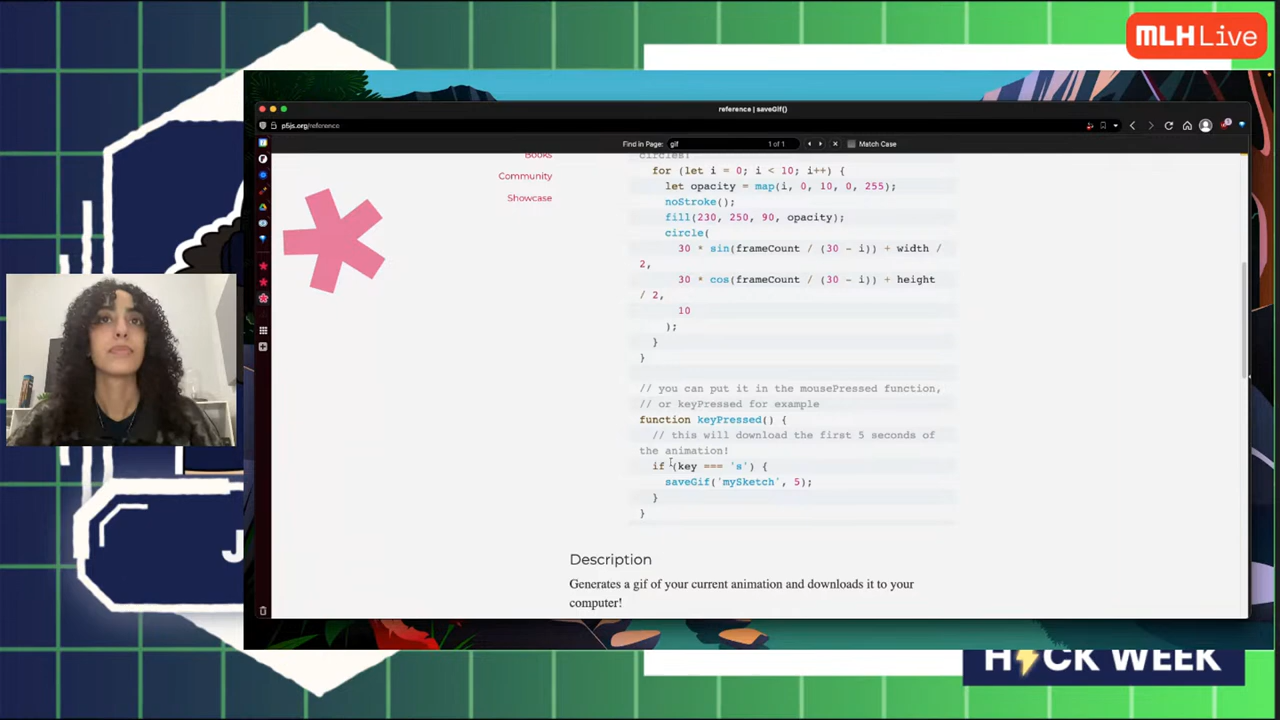 MLH Live
reference | saveGif()
p5js.org/reference
Find in Page: gif 1 of 1 Match Case
Books
Community
Showcase
circles!
for (let i = 0; i < 10; i++) {
let opacity = map(i, 0, 10, 0, 255);
noStroke();
fill(230, 250, 90, opacity);
circle(
30 * sin(frameCount / (30 - i)) + width /
2,
30 * cos(frameCount / (30 - i)) + height
/ 2,
10
);
}
}
// you can put it in the mousePressed function,
// or keyPressed for example
function keyPressed() {
// this will download the first 5 seconds of
the animation!
if (key === 's') {
saveGif('mySketch', 5);
}
}
Description
Generates a gif of your current animation and downloads it to your
computer!
J
H CK WEEK